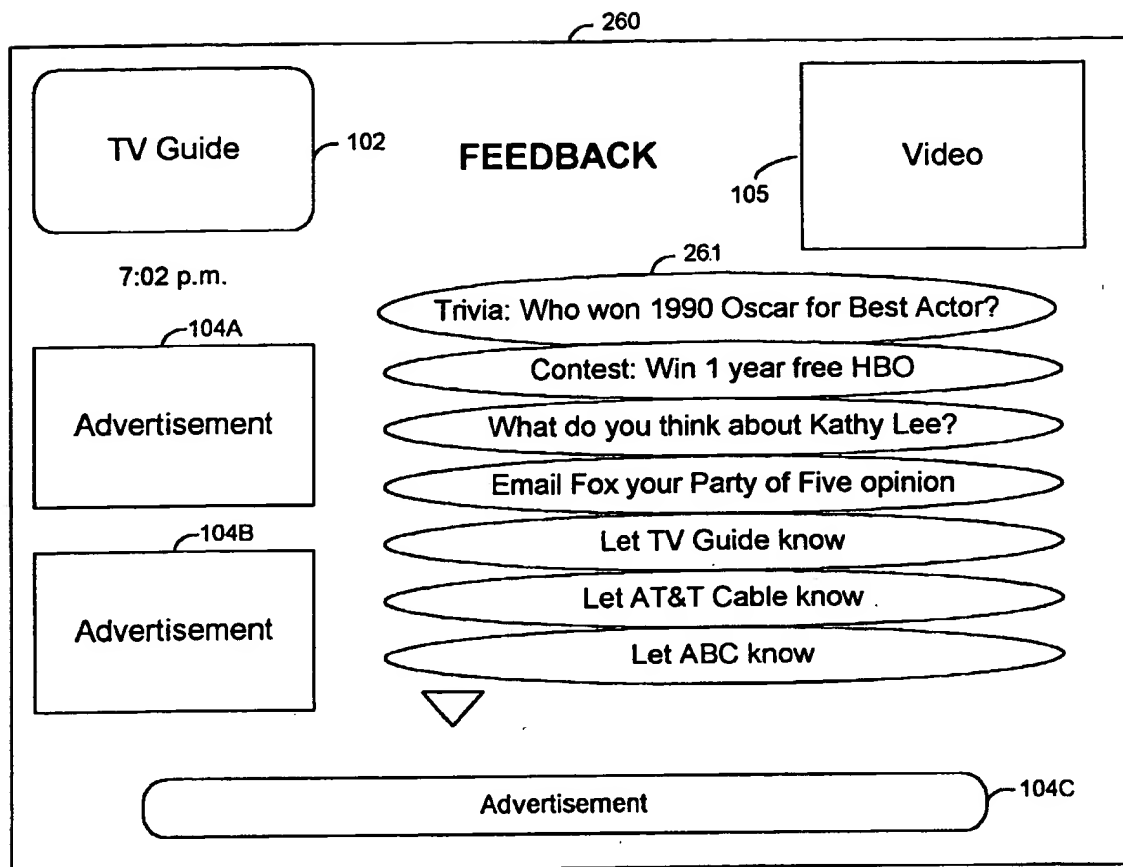 260
TV Guide
102
FEEDBACK
105
Video
7:02 p.m.
261
Trivia: Who won 1990 Oscar for Best Actor?
Contest: Win 1 year free HBO
What do you think about Kathy Lee?
Email Fox your Party of Five opinion
Let TV Guide know
Let AT&T Cable know
Let ABC know
104A
Advertisement
104B
Advertisement
Advertisement
104C